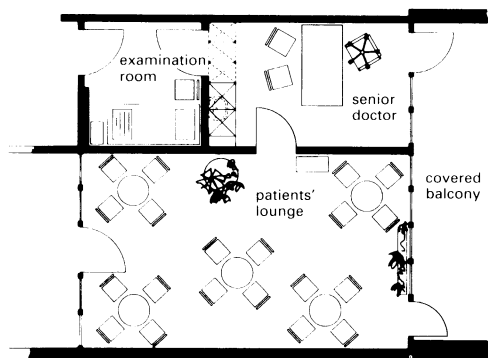 examination
room
senior
doctor
patients'
lounge
covered
balcony